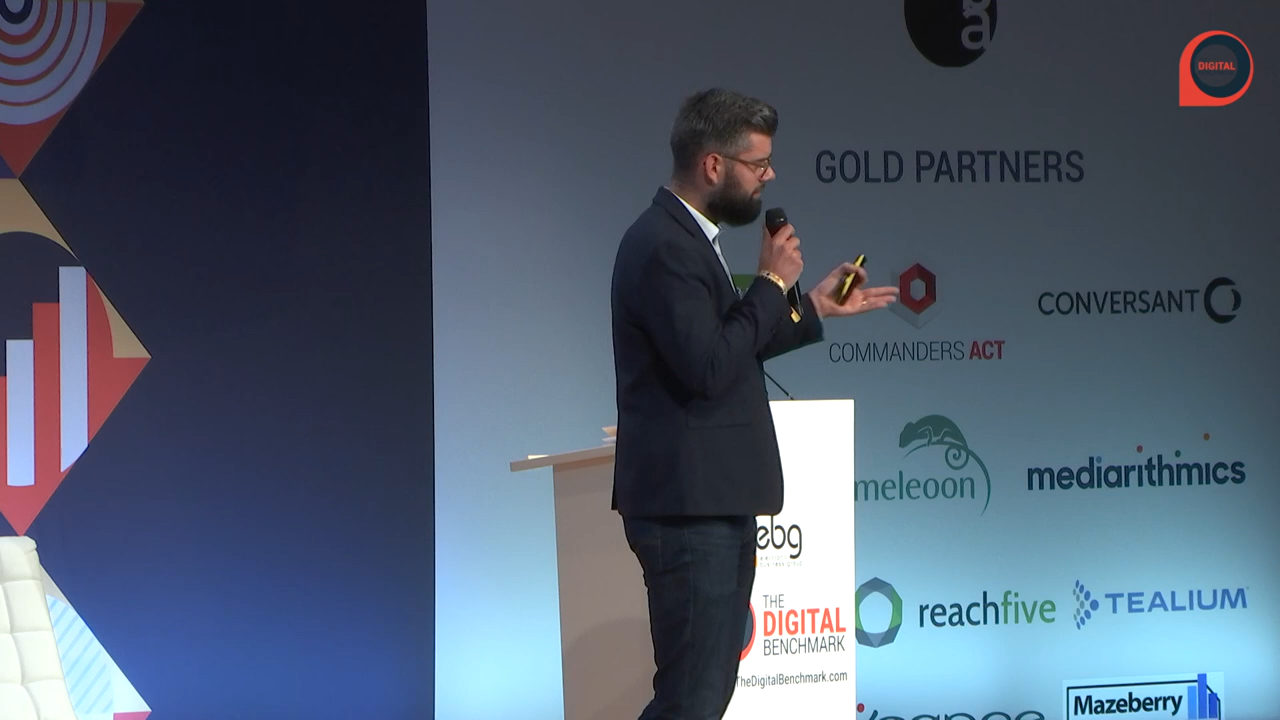 DIGITAL
GOLD PARTNERS
COMMANDERS ACT
CONVERSANT
meleoon
mediarithmics
ebg
THE
DIGITAL
BENCHMARK
TheDigitalBenchmark.com
reachfive
TEALIUM
Mazeberry